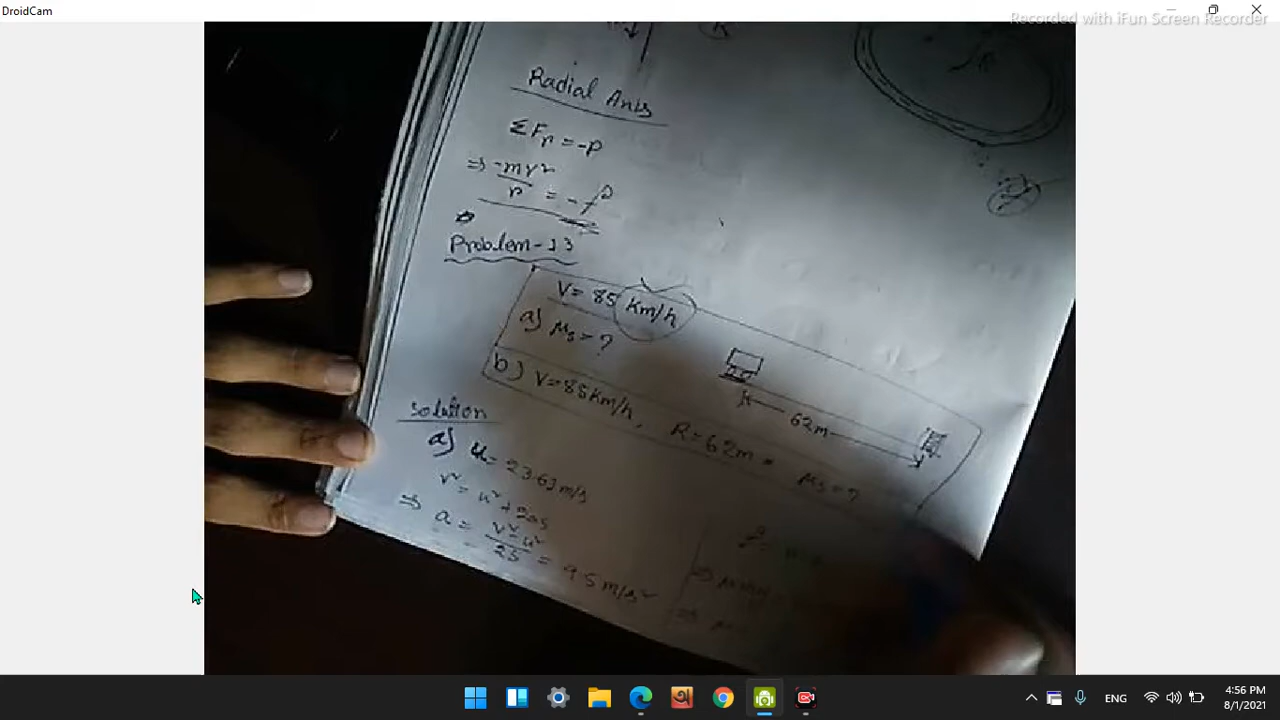 DroidCam
Recorded with iFun Screen Recorder
Radial Axis
ΣFr = -P
⇒ -mv²/r = -f
Problem-13
V = 85 Km/h
a) μs = ?
b) V = 85 Km/h, R = 62m μs = ?
62m
Solution
a) u = 23.61 m/s
v² = u² + 2as
⇒ a = v²-u²/2s = 9.5 m/s²
ENG
4:56 PM
8/1/2021